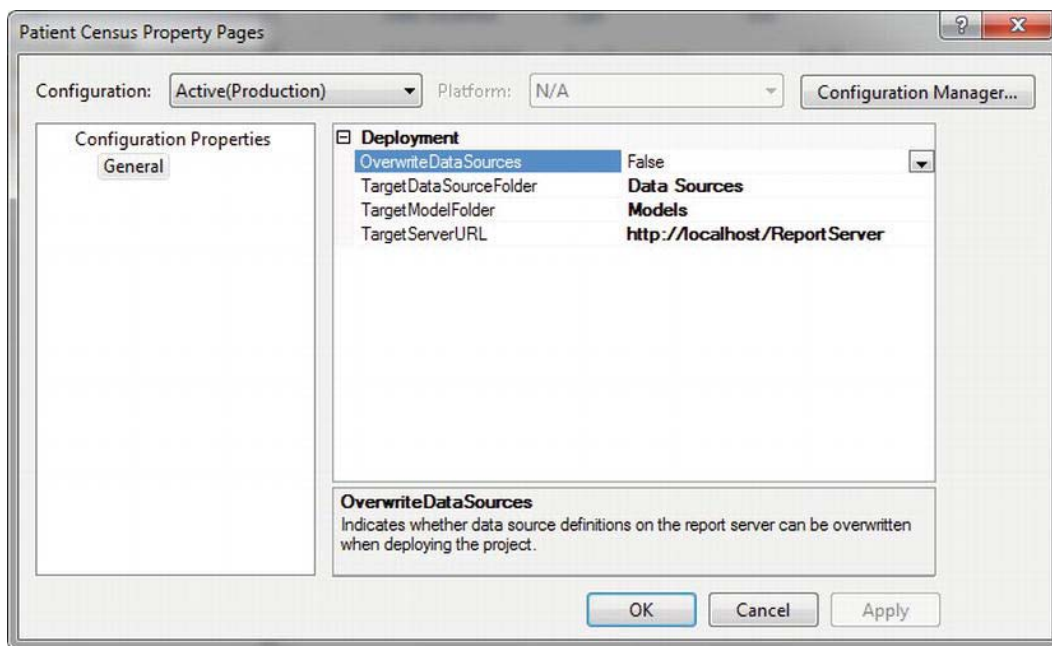 Patient Census Property Pages
Configuration: Active(Production) Platform: N/A Configuration Manager...
Configuration Properties
General
Deployment
OverwriteDataSources False
TargetDataSourceFolder Data Sources
TargetModelFolder Models
TargetServerURL http://localhost/ReportServer
OverwriteDataSources
Indicates whether data source definitions on the report server can be overwritten
when deploying the project.
OK Cancel Apply